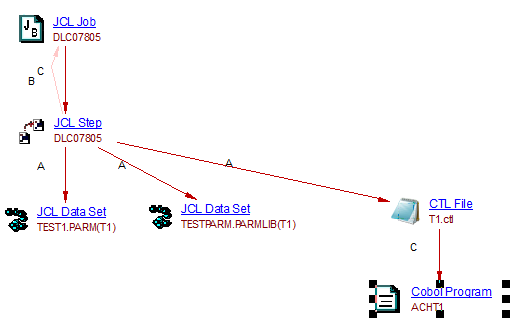 JCL Job
DLC07805
C
B
JCL Step
DLC07805
A
A
A
JCL Data Set
TEST1.PARM(T1)
JCL Data Set
TESTPARM.PARMLIB(T1)
CTL File
T1.ctl
C
Cobol Program
ACHT1